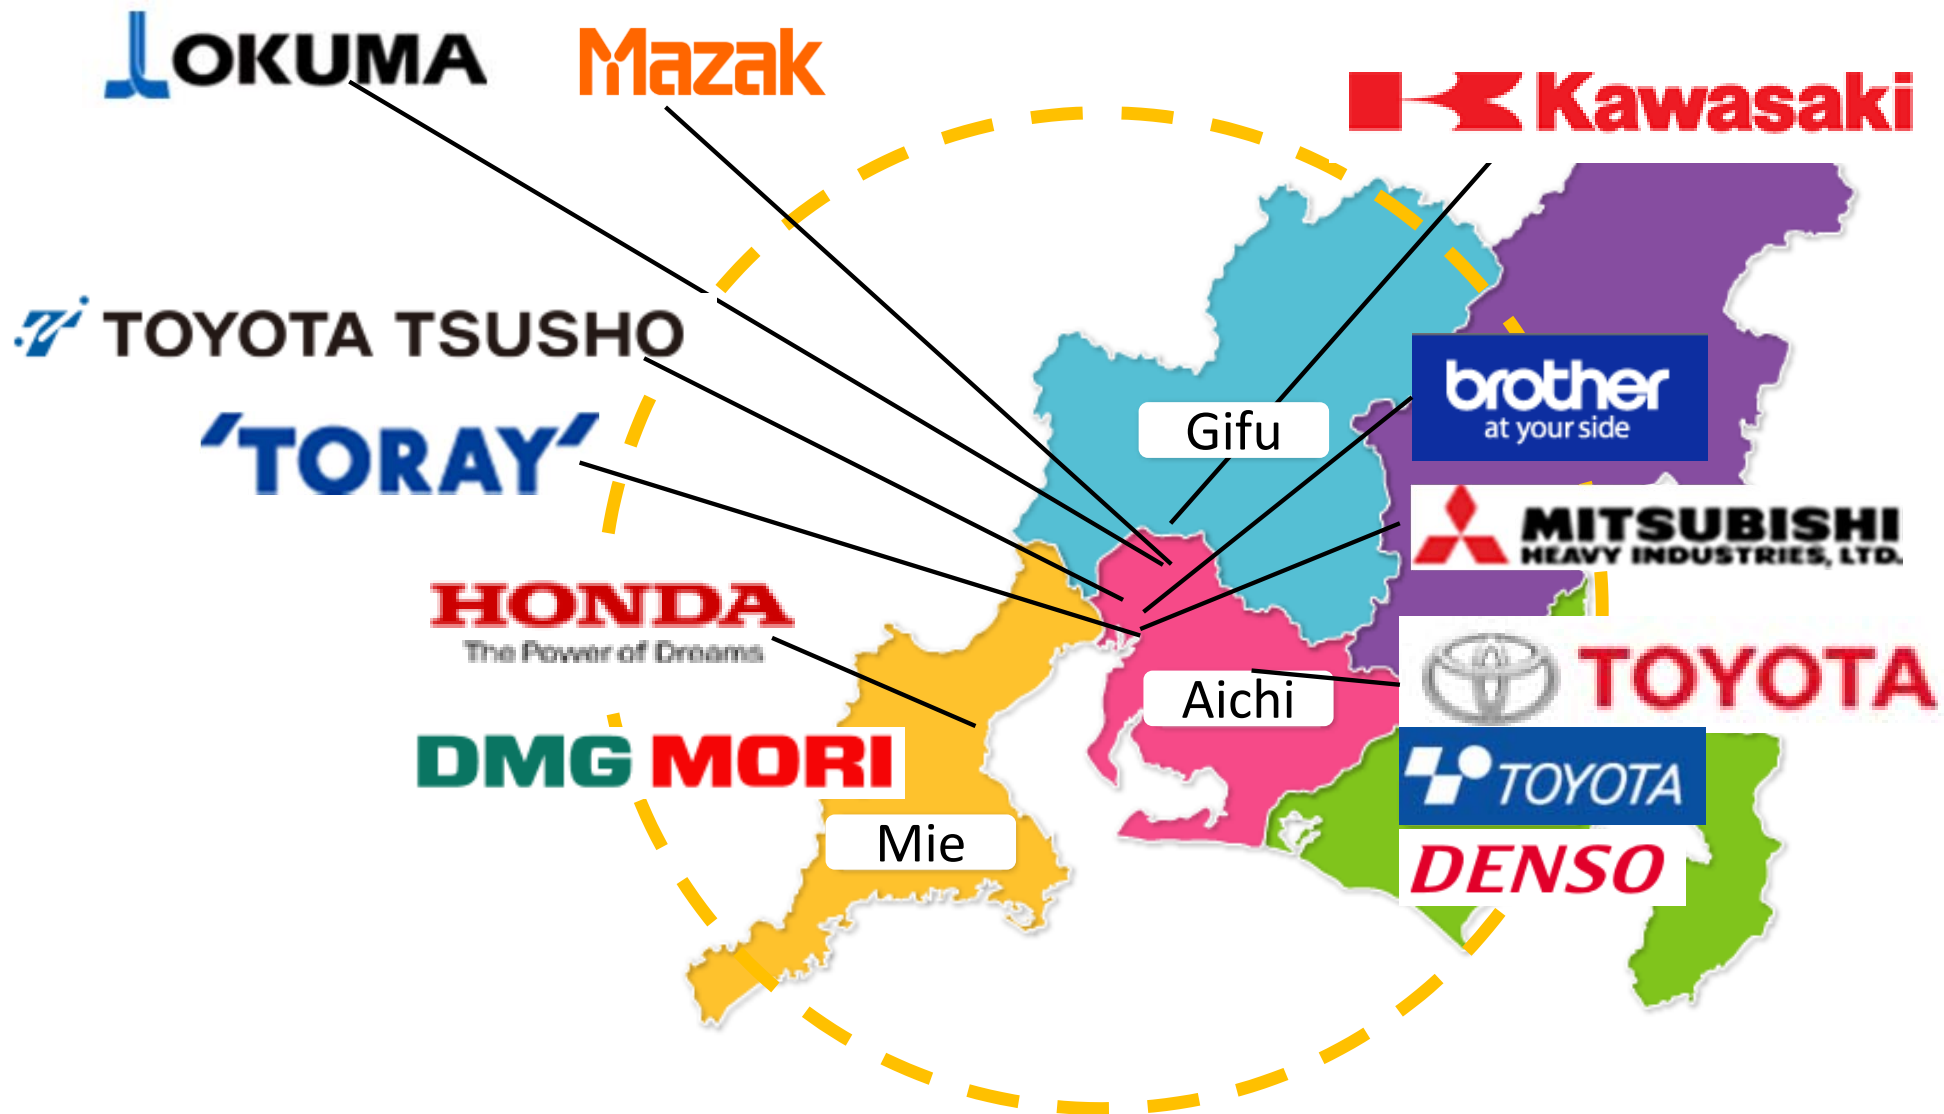 OKUMA
Mazak
Kawasaki
TOYOTA TSUSHO
brother
at your side
Gifu
TORAY
MITSUBISHI
HEAVY INDUSTRIES, LTD.
HONDA
The Power of Dreams
TOYOTA
Aichi
DMG MORI
TOYOTA
Mie
DENSO